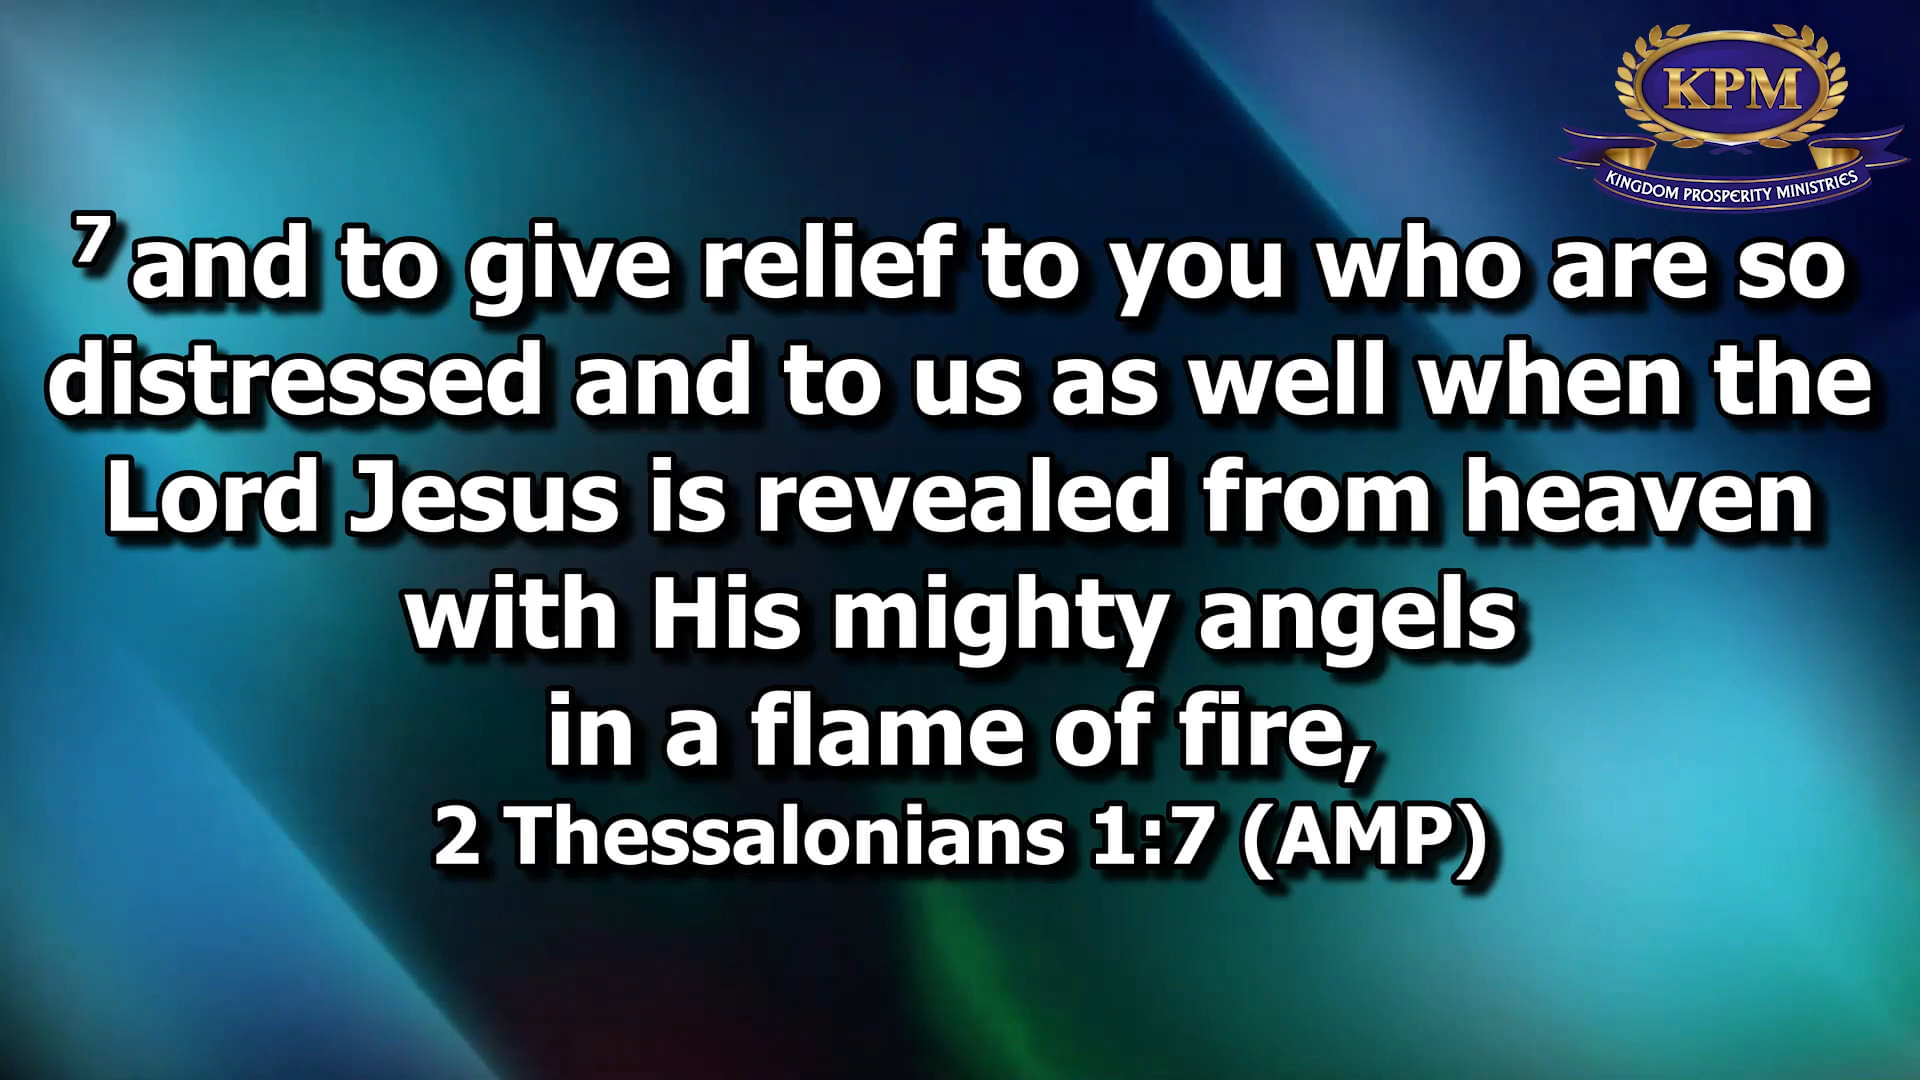 KPM
KINGDOM PROSPERITY MINISTRIES
7 and to give relief to you who are so
distressed and to us as well when the
Lord Jesus is revealed from heaven
with His mighty angels
in a flame of fire,
2 Thessalonians 1:7 (AMP)